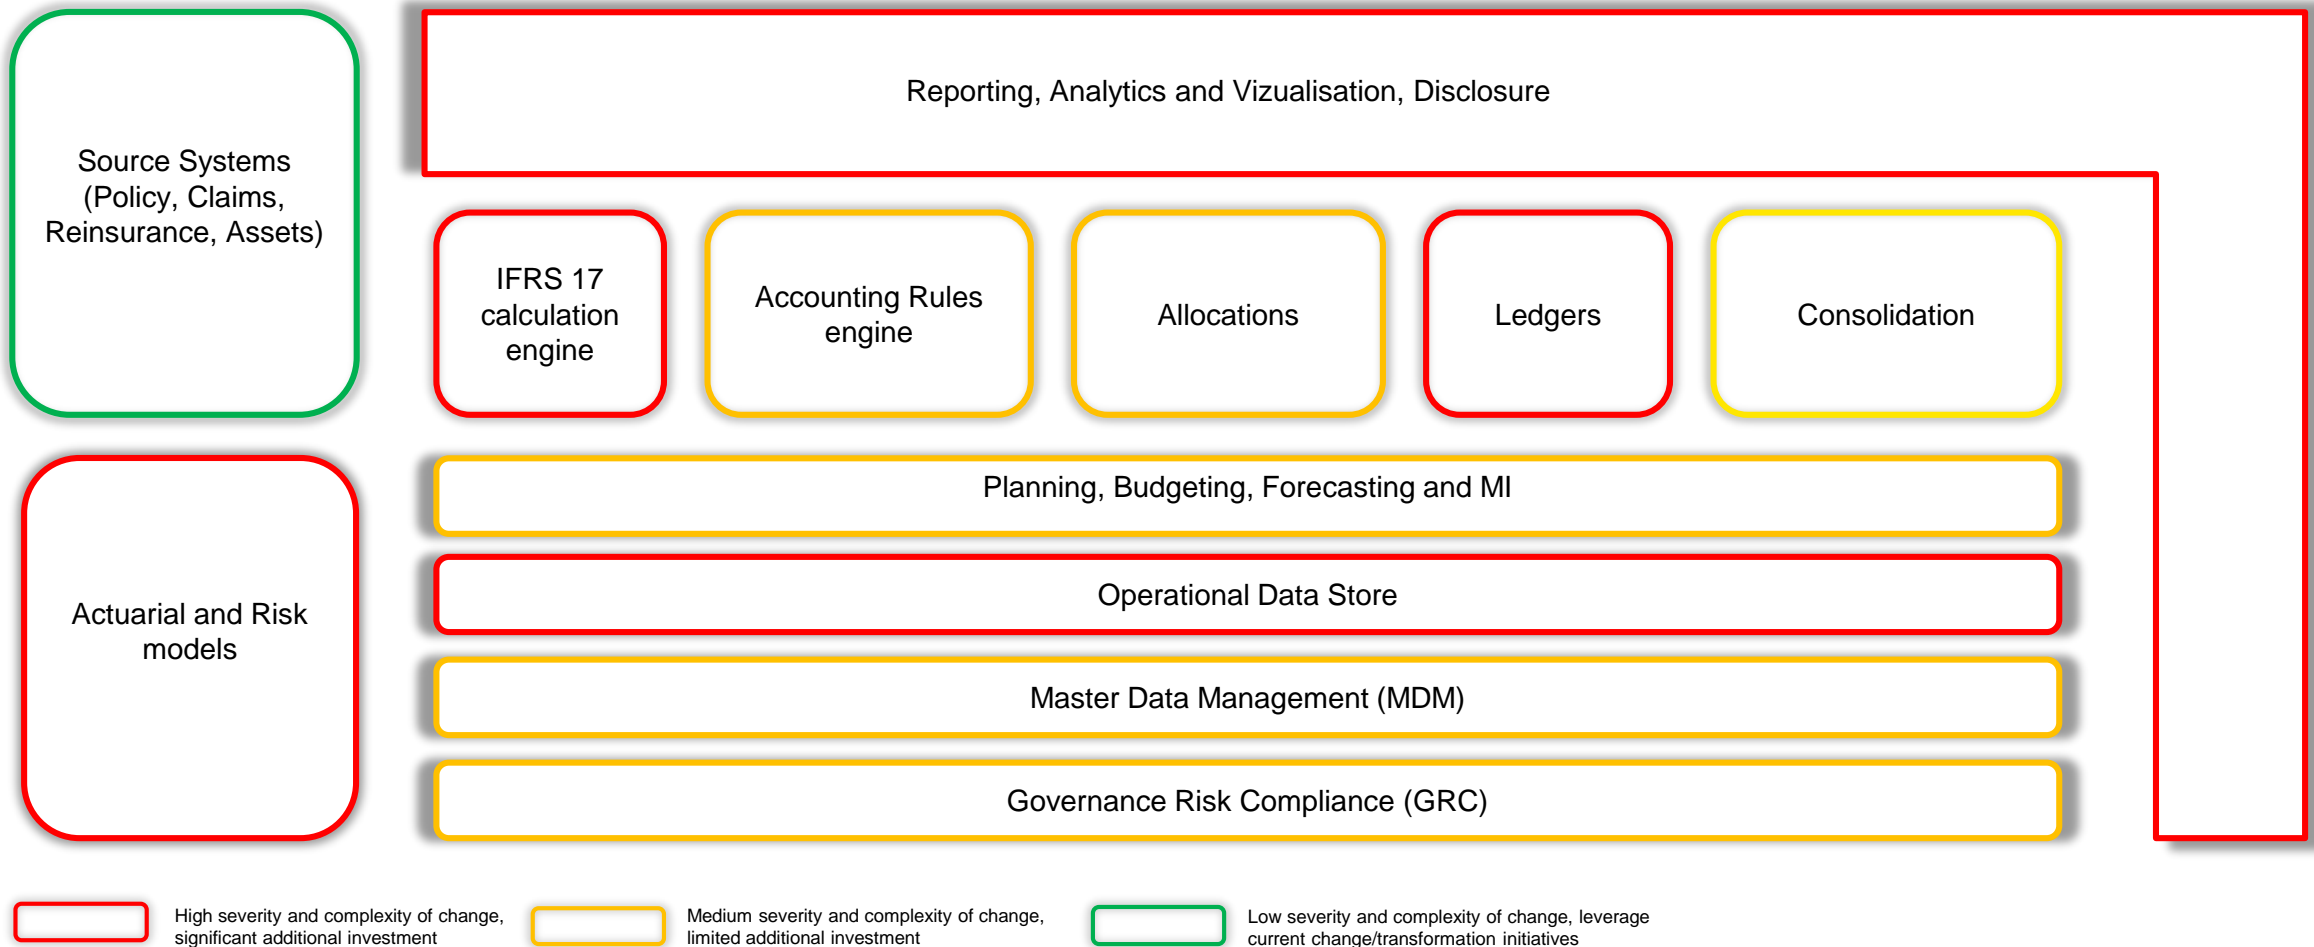 Source Systems
(Policy, Claims,
Reinsurance, Assets)
Reporting, Analytics and Vizualisation, Disclosure
IFRS 17
calculation
engine
Accounting Rules
engine
Allocations
Ledgers
Consolidation
Actuarial and Risk
models
Planning, Budgeting, Forecasting and MI
Operational Data Store
Master Data Management (MDM)
Governance Risk Compliance (GRC)
High severity and complexity of change,
significant additional investment
Medium severity and complexity of change,
limited additional investment
Low severity and complexity of change, leverage
current change/transformation initiatives